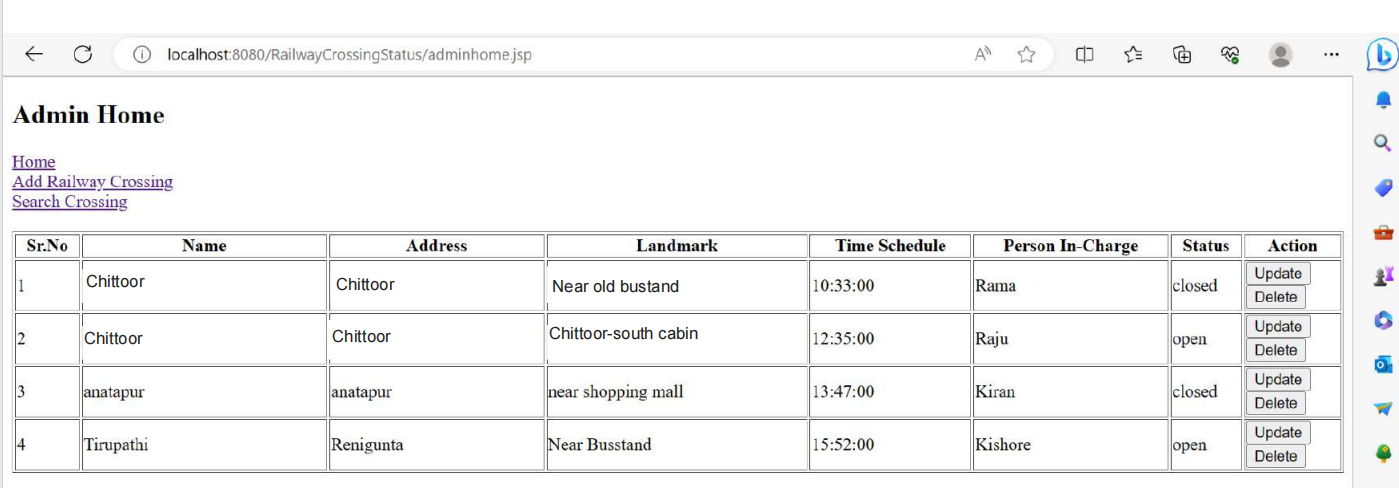 localhost:8080/RailwayCrossingStatus/adminhome.jsp
Admin Home
Home
Add Railway Crossing
Search Crossing
Sr.No Name Address Landmark Time Schedule Person In-Charge Status Action
1 Chittoor Chittoor Near old bustand 10:33:00 Rama closed Update
Delete
2 Chittoor Chittoor Chittoor-south cabin 12:35:00 Raju open Update
Delete
3 anatapur anatapur near shopping mall 13:47:00 Kiran closed Update
Delete
4 Tirupathi Renigunta Near Busstand 15:52:00 Kishore open Update
Delete